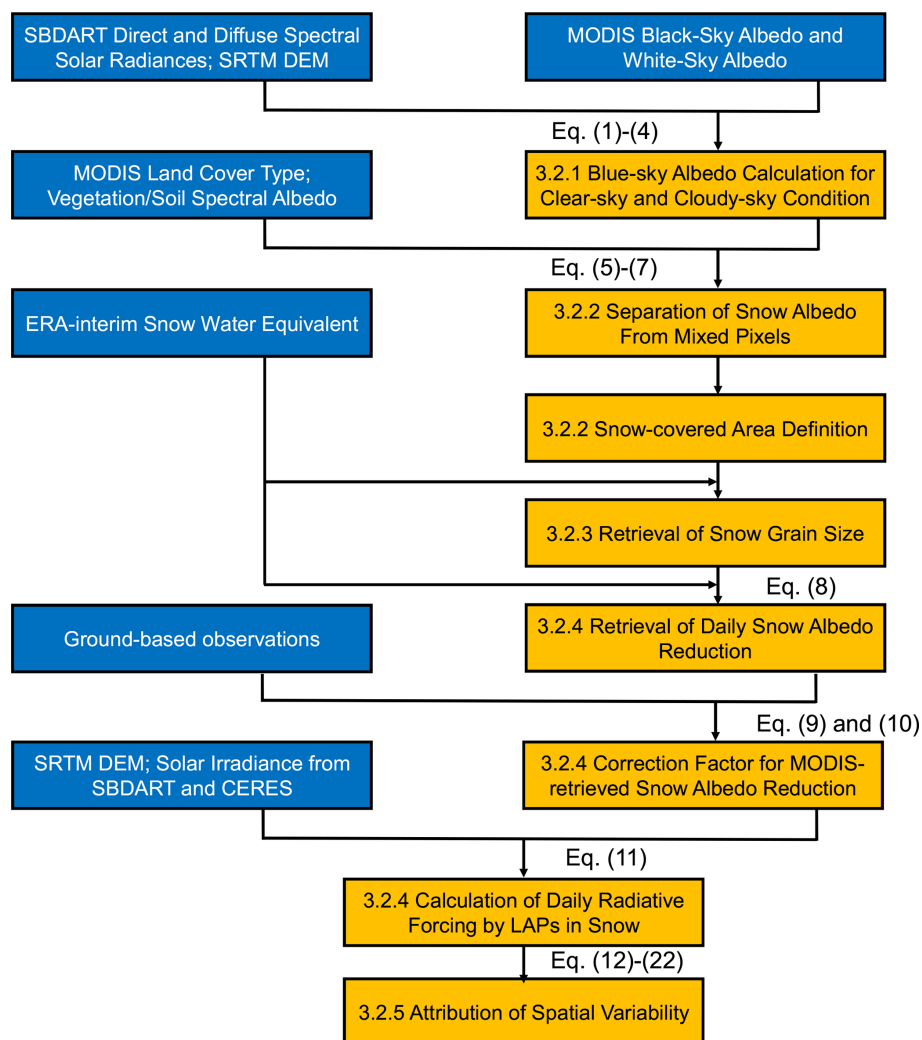 SBDART Direct and Diffuse Spectral
Solar Radiances; SRTM DEM
MODIS Black-Sky Albedo and
White-Sky Albedo
Eq. (1)-(4)
MODIS Land Cover Type;
Vegetation/Soil Spectral Albedo
3.2.1 Blue-sky Albedo Calculation for
Clear-sky and Cloudy-sky Condition
Eq. (5)-(7)
ERA-interim Snow Water Equivalent
3.2.2 Separation of Snow Albedo
From Mixed Pixels
3.2.2 Snow-covered Area Definition
3.2.3 Retrieval of Snow Grain Size
Eq. (8)
Ground-based observations
3.2.4 Retrieval of Daily Snow Albedo
Reduction
Eq. (9) and (10)
SRTM DEM; Solar Irradiance from
SBDART and CERES
3.2.4 Correction Factor for MODIS-
retrieved Snow Albedo Reduction
Eq. (11)
3.2.4 Calculation of Daily Radiative
Forcing by LAPs in Snow
Eq. (12)-(22)
3.2.5 Attribution of Spatial Variability